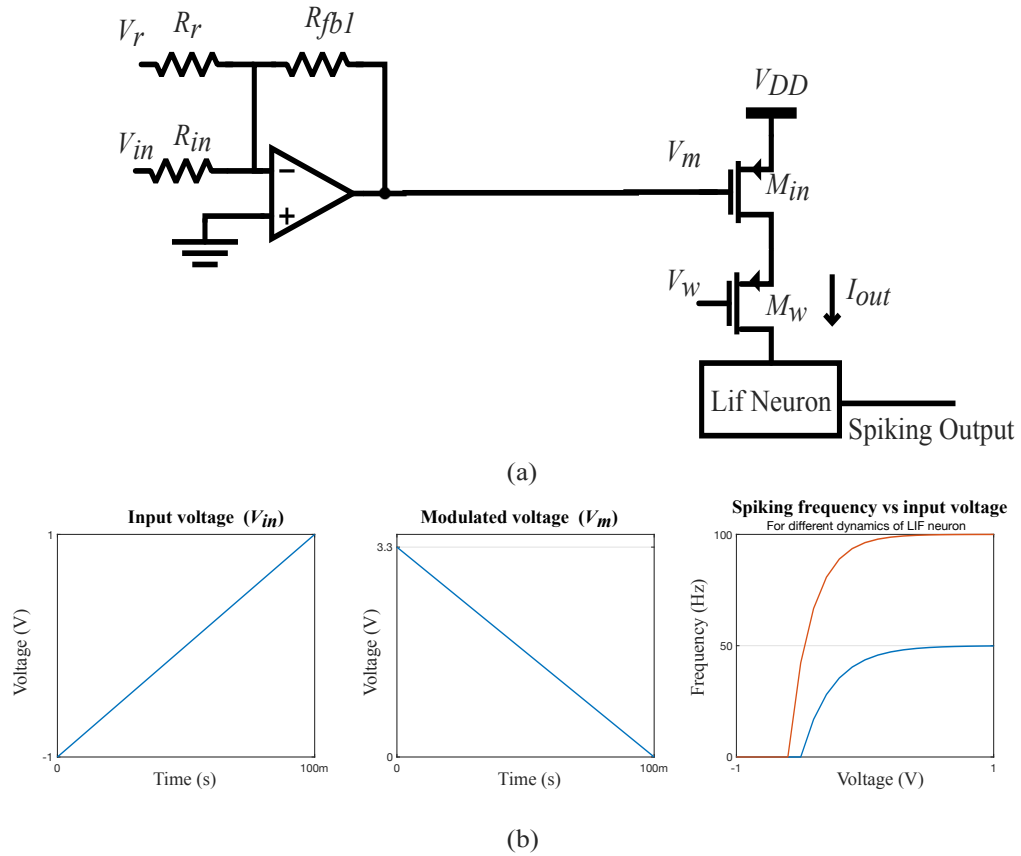 V_r
R_r
R_fb1
V_in
R_in
−
+
V_DD
V_m
M_in
V_w
M_w
I_out
Lif Neuron
Spiking Output
(a)
Input voltage (V_in)
Voltage (V)
1
-1
0
100m
Time (s)
Modulated voltage (V_m)
Voltage (V)
3.3
0
0
100m
Time (s)
Spiking frequency vs input voltage
For different dynamics of LIF neuron
Frequency (Hz)
100
50
0
-1
1
Voltage (V)
(b)